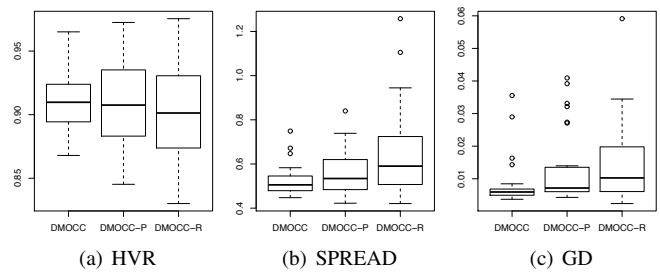 0.95
0.90
0.85
DMOCC DMOCC-P DMOCC-R
(a) HVR
1.2
1.0
0.8
0.6
0.4
DMOCC DMOCC-P DMOCC-R
(b) SPREAD
0.06
0.05
0.04
0.03
0.02
0.01
DMOCC DMOCC-P DMOCC-R
(c) GD